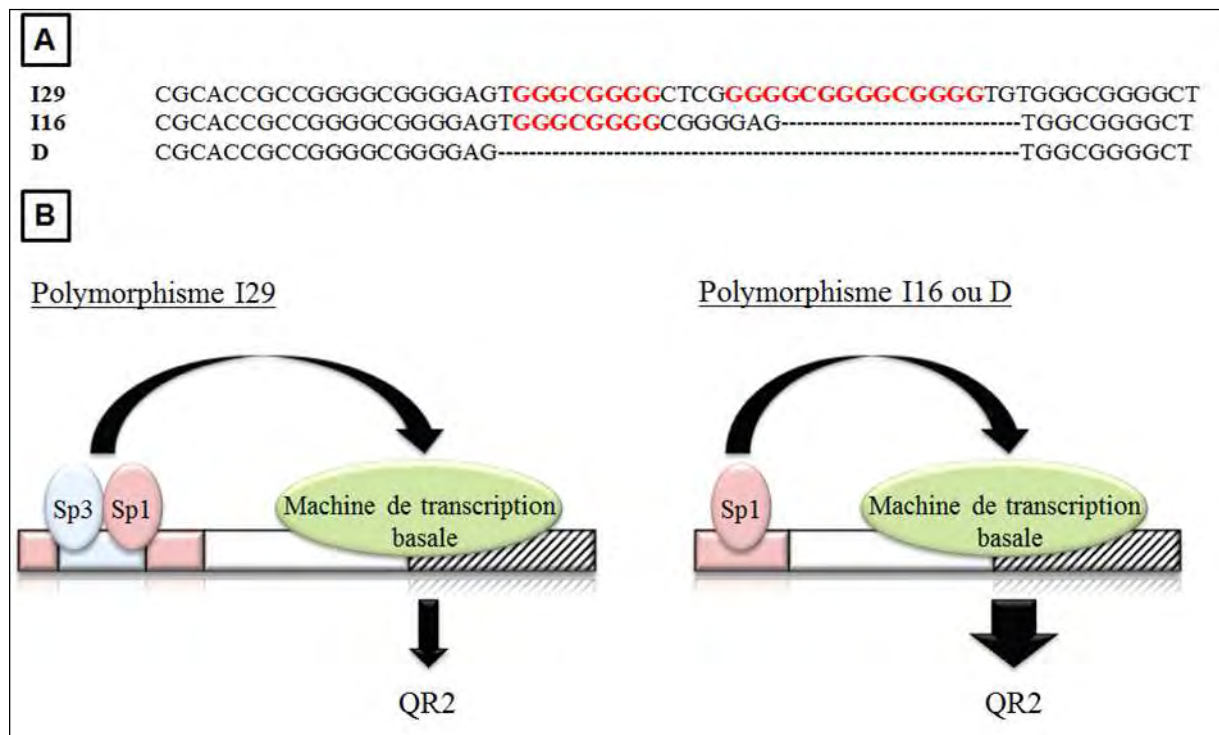 A
I29 CGCACCGCCGGGGCGGGGAGTGGGCGGGGCTCGGGGGCGGGGCGGGGTGTGGGCGGGGCT
I16 CGCACCGCCGGGGCGGGGAGTGGGCGGGGCGGGGAG-----------------------------TGGCGGGGCT
D CGCACCGCCGGGGCGGGGAG----------------------------------------------------------------TGGCGGGGCT
B
Polymorphisme I29
Polymorphisme I16 ou D
Sp3 Sp1
Machine de transcription
basale
Sp1
Machine de transcription
basale
QR2
QR2